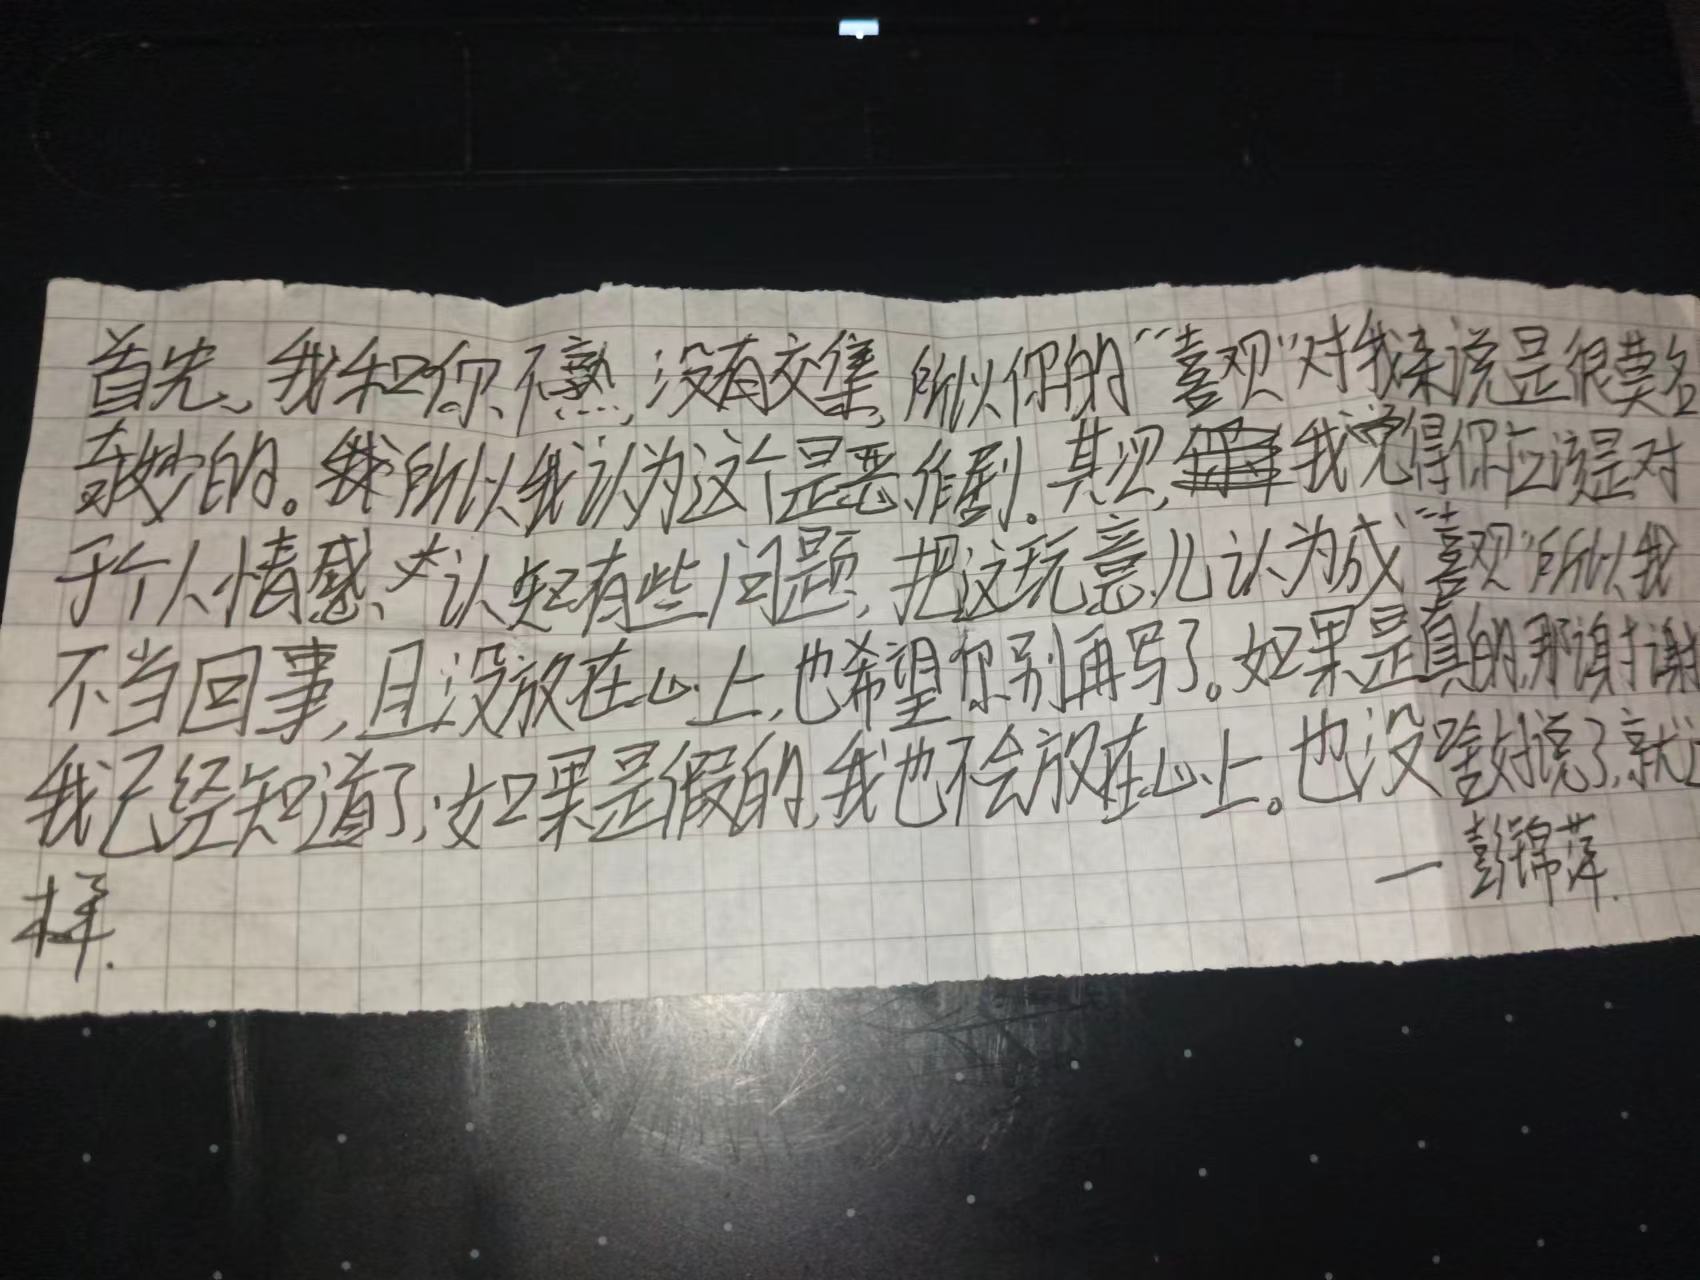 首先、我和你不熟,没有交集,所以你的“喜观”对我来说是很莫名
奇妙的。所以我认为这个是恶作剧。其次,我觉得你应该是对
于个人情感、认知有些问题,把这玩意儿认为成“喜观”所以我
不当回事,且没放在心上,也希望你别再写了。如果是真的,那谢谢
我已经知道了,如果是假的,我也不会放在心上。也没啥好说了,就这
样.
一彭锦萍.